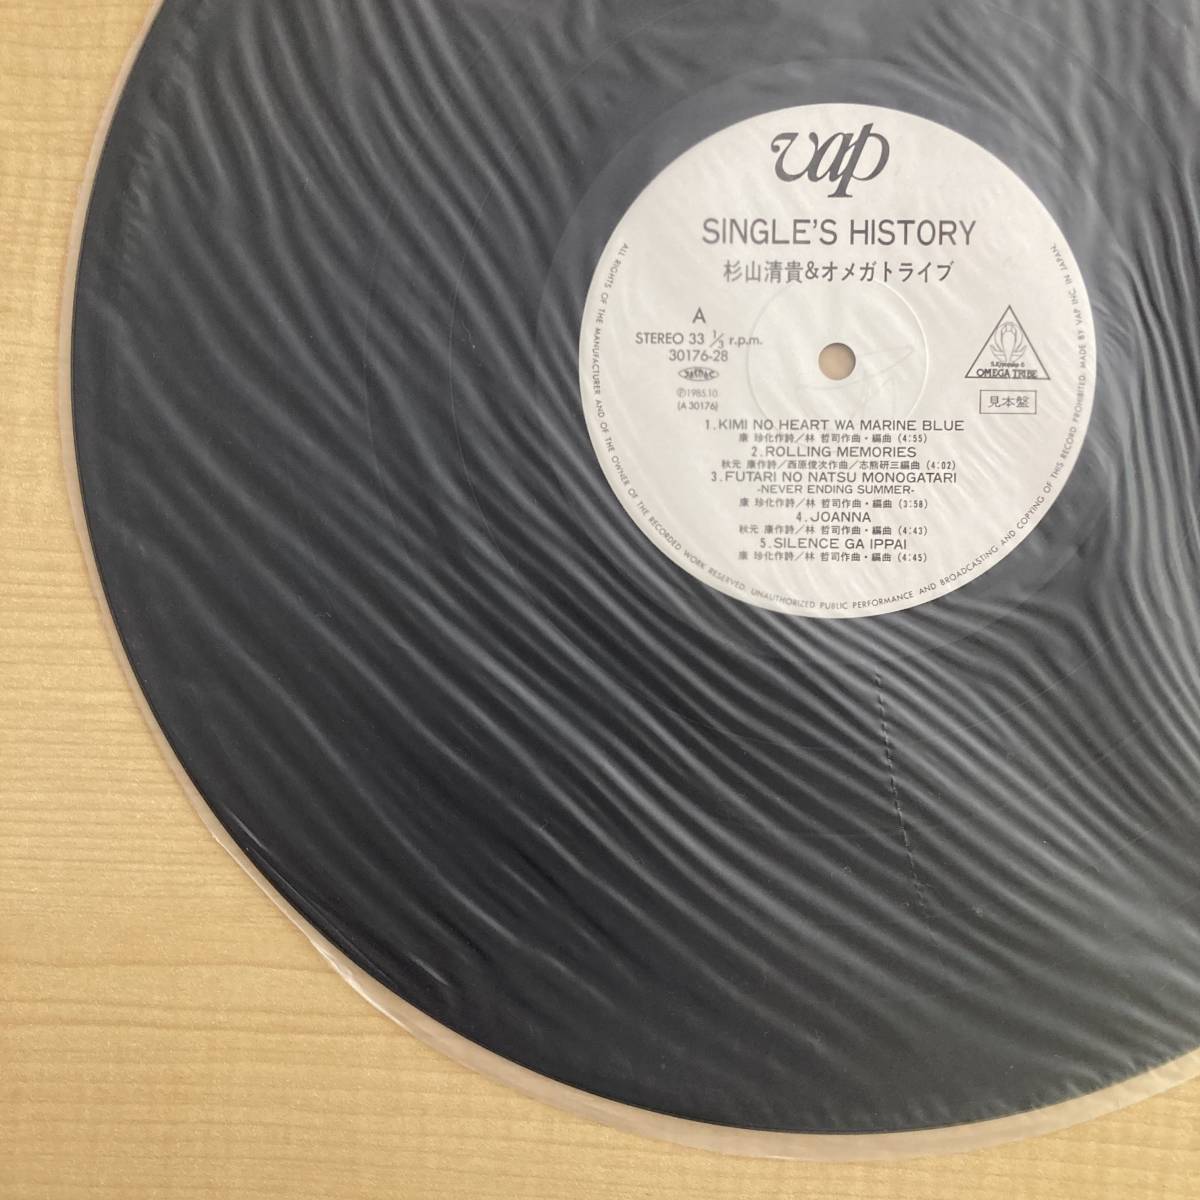 vap
SINGLE'S HISTORY
杉山清貴&オメガトライブ
A
STEREO 33 1/3 r.p.m.
30176-28
Ⓟ1985.10
(A 30176)
OMEGA TRIBE
見本盤
1.KIMI NO HEART WA MARINE BLUE
康 珍化作詩/林 哲司作曲・編曲 (4:55)
2.ROLLING MEMORIES
秋元 康作詩/西原俊次作曲/志熊研三編曲 (4:02)
3.FUTARI NO NATSU MONOGATARI
-NEVER ENDING SUMMER-
康 珍化作詩/林 哲司作曲・編曲 (3:58)
4.JOANNA
秋元 康作詩/林 哲司作曲・編曲 (4:43)
5.SILENCE GA IPPAI
康 珍化作詩/林 哲司作曲・編曲 (4:45)
ALL RIGHTS OF THE MANUFACTURER AND OF THE OWNER OF THE RECORDED WORK RESERVED. UNAUTHORIZED PUBLIC PERFORMANCE AND BROADCASTING AND COPYING OF THIS RECORD PROHIBITED. MADE BY VAP INC. IN JAPAN.